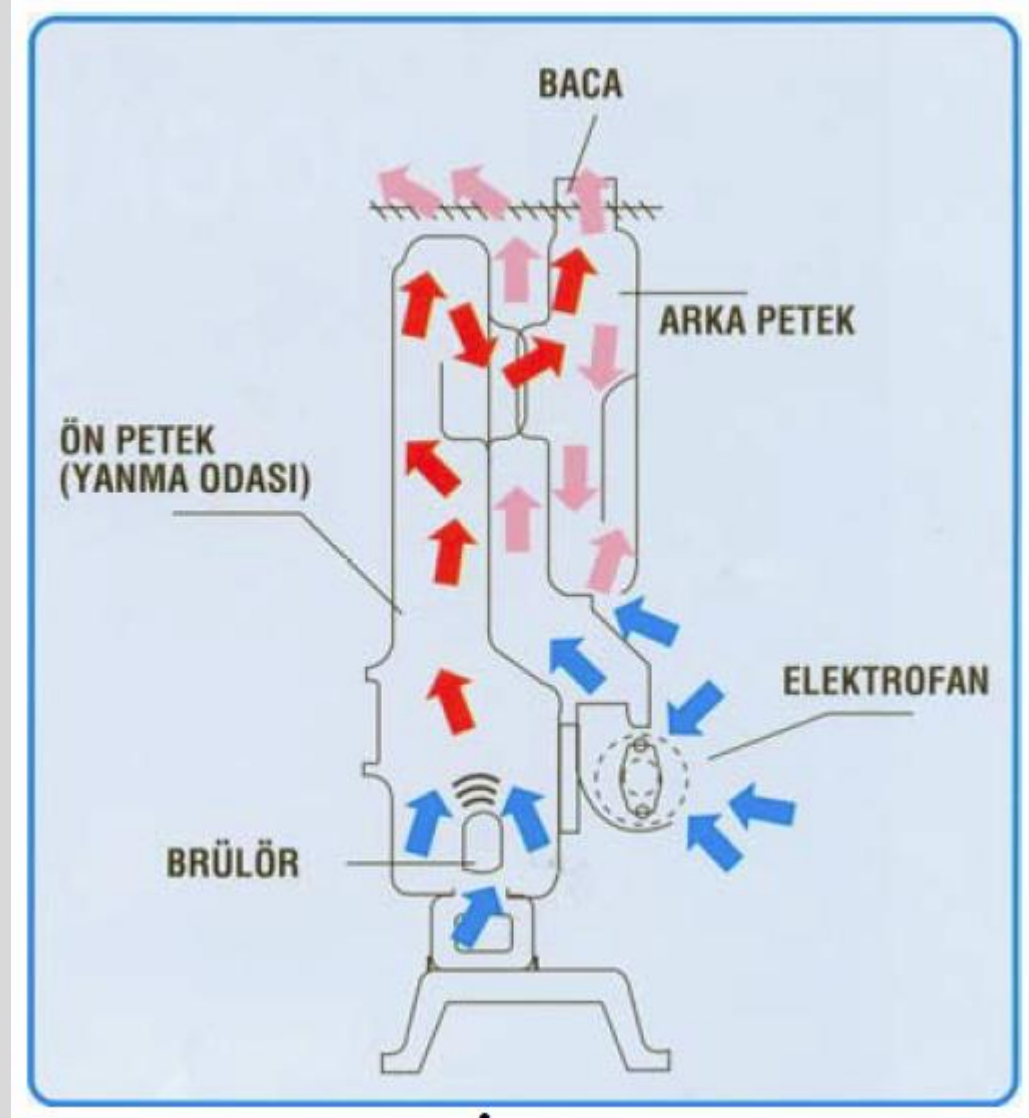 BACA
ARKA PETEK
ÖN PETEK
(YANMA ODASI)
ELEKTROFAN
BRÜLÖR